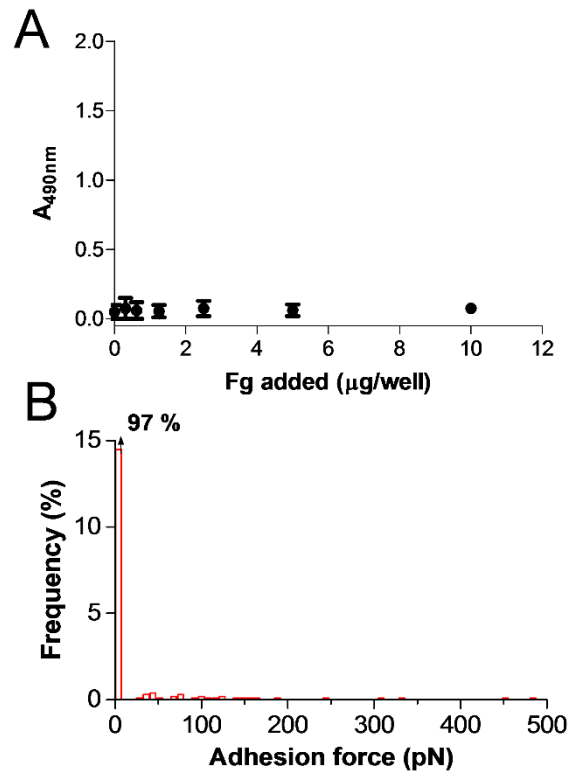 A
2.0
1.5
1.0
0.5
0.0
A490nm
0 2 4 6 8 10 12
Fg added (μg/well)
B
97 %
15
10
5
0
Frequency (%)
0 100 200 300 400 500
Adhesion force (pN)